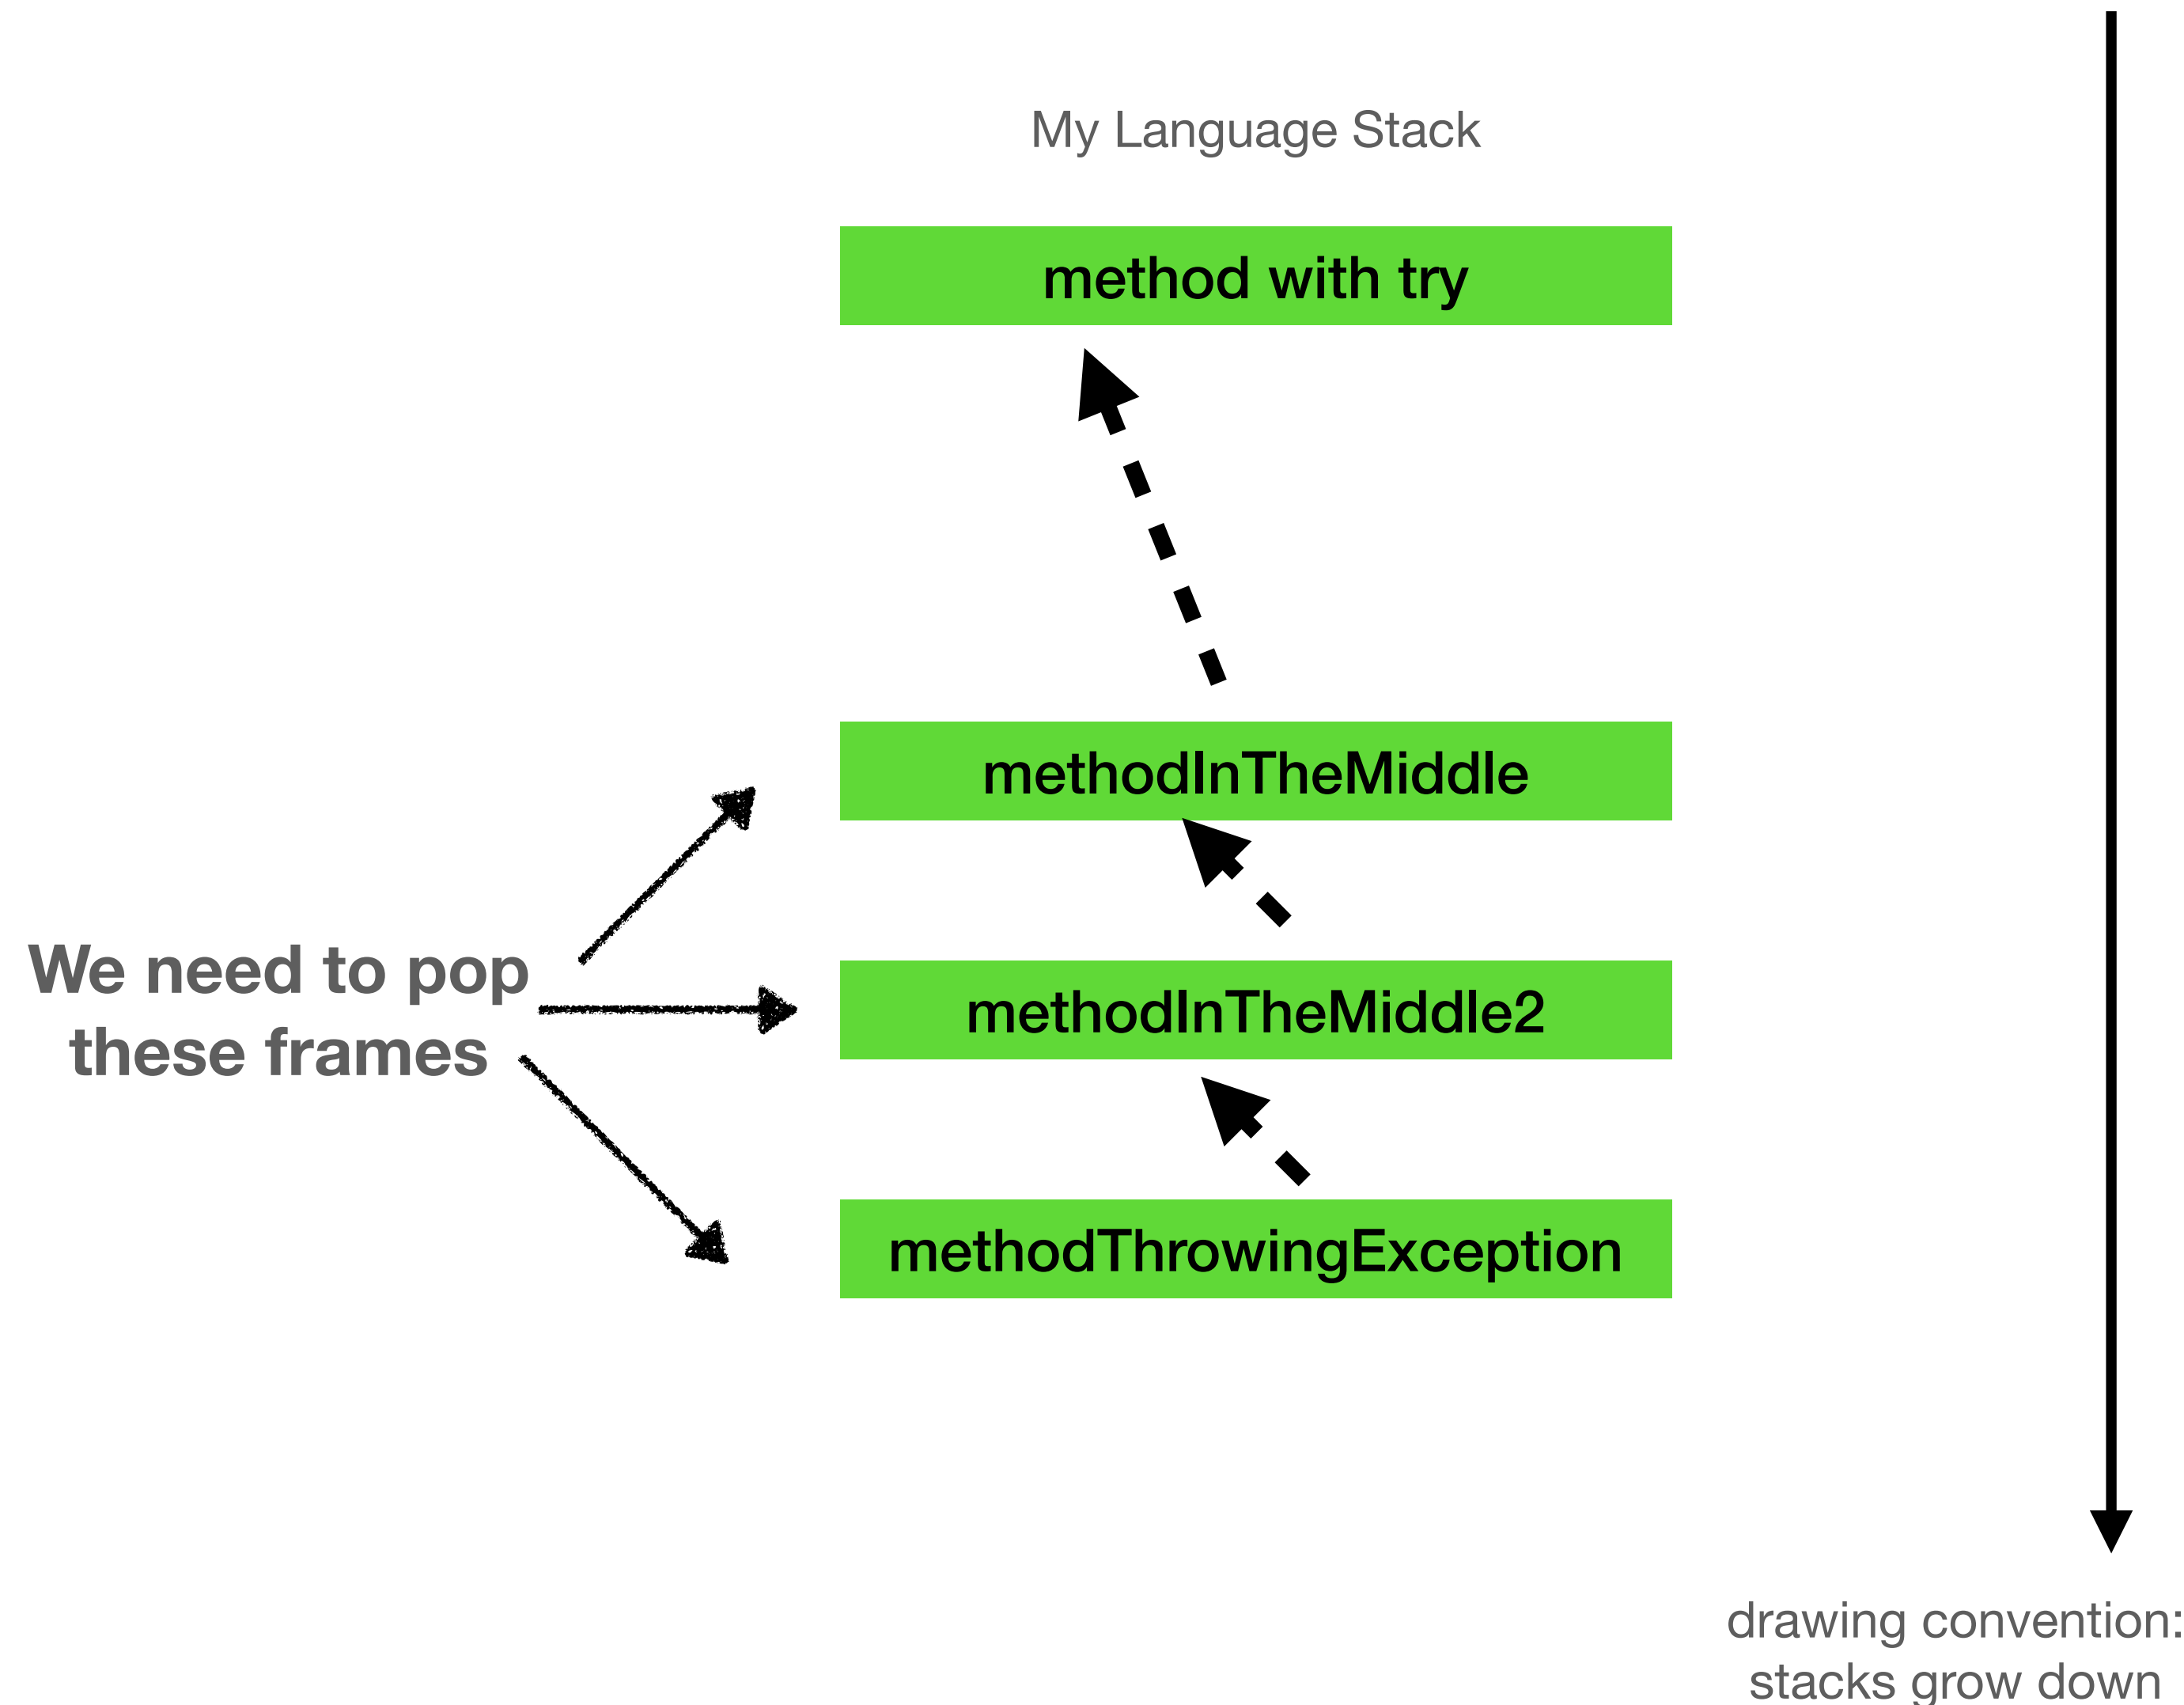 My Language Stack
method with try
methodInTheMiddle
We need to pop
these frames
methodInTheMiddle2
methodThrowingException
drawing convention:
stacks grow down